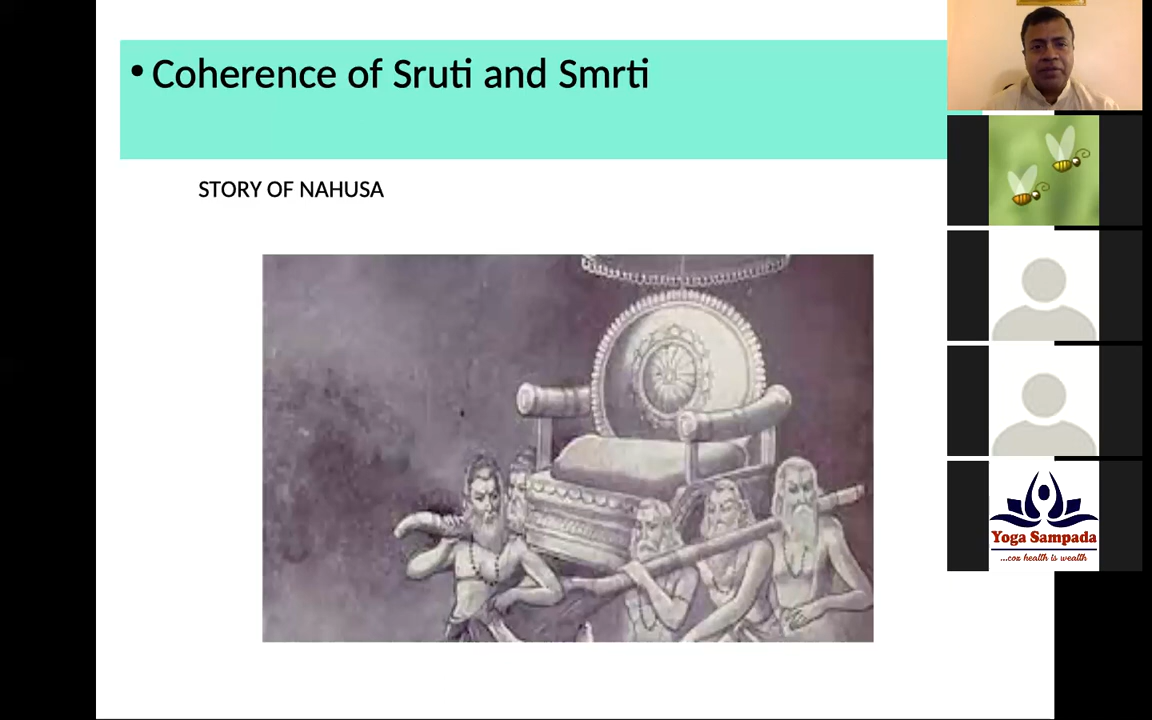 • Coherence of Sruti and Smrti
STORY OF NAHUSA
Yoga Sampada
...coz health is wealth